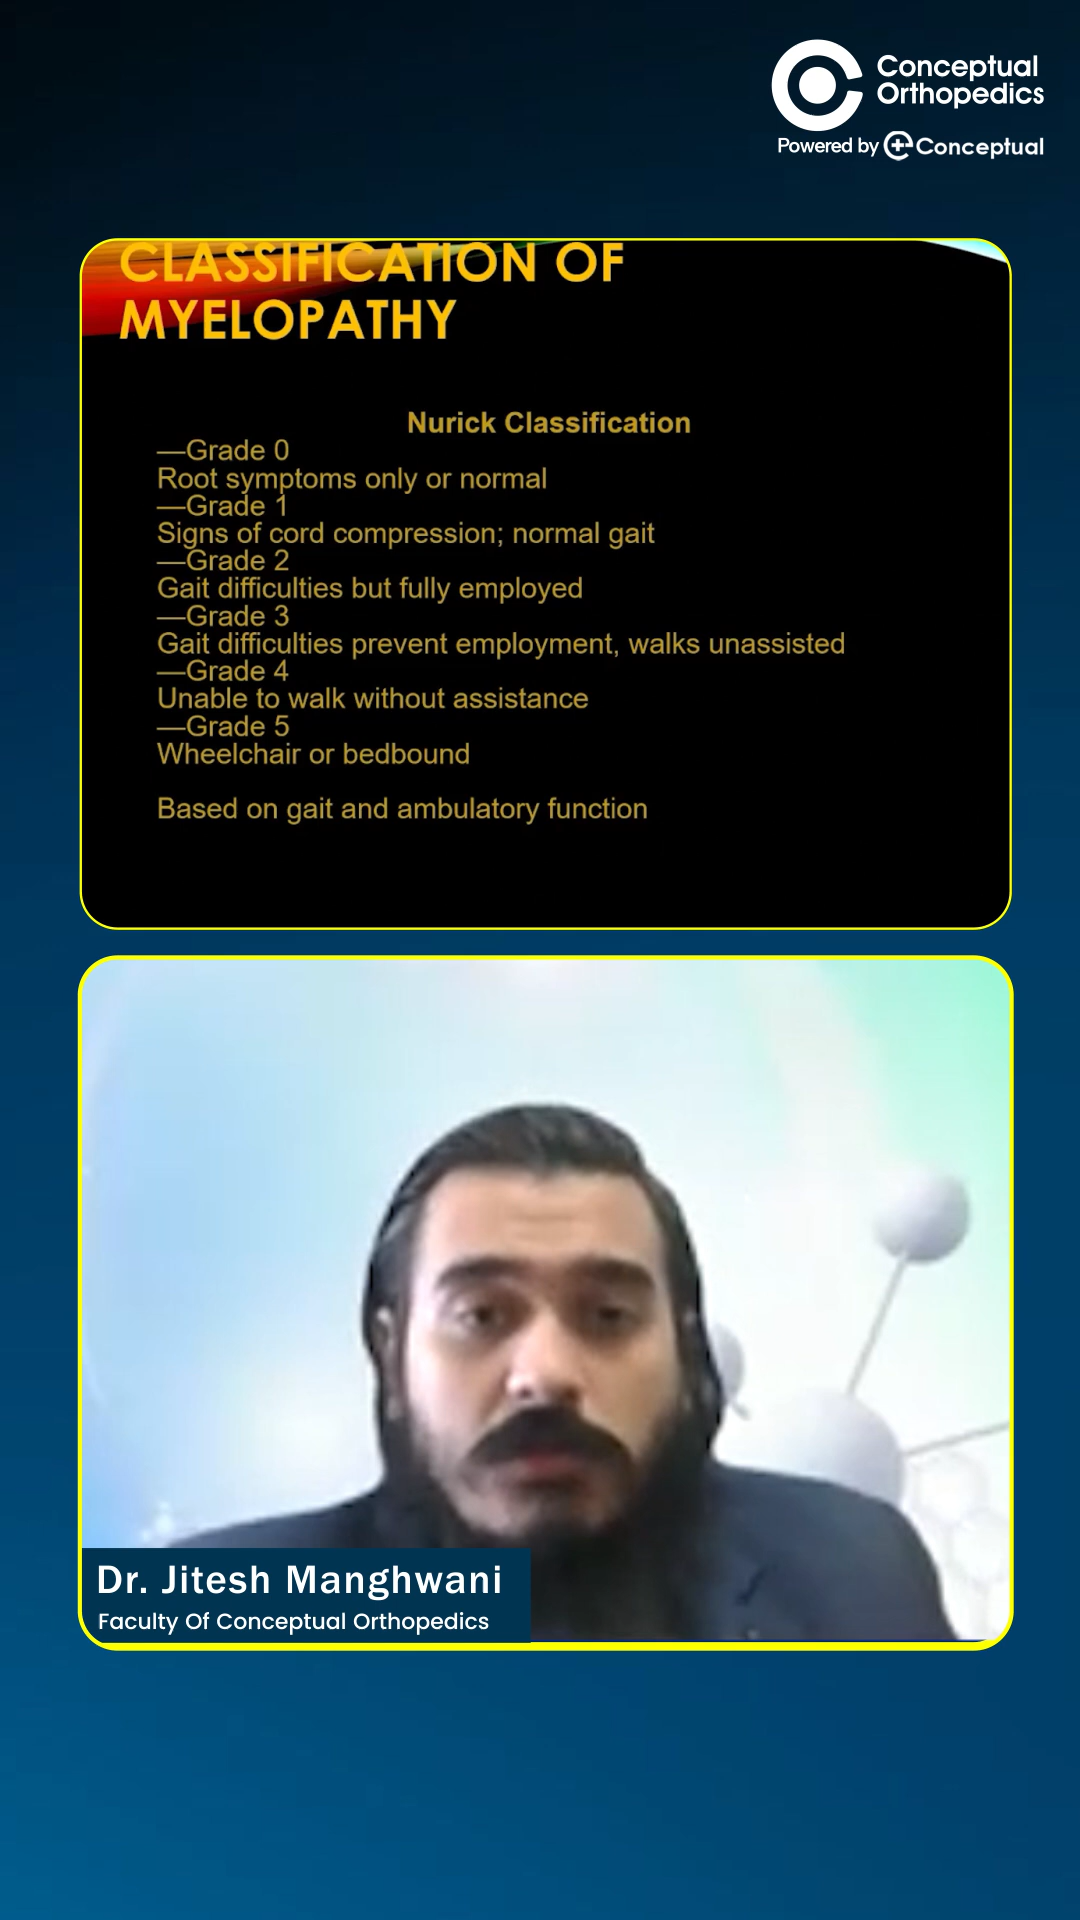 Conceptual
Orthopedics
Powered by Conceptual
CLASSIFICATION OF
MYELOPATHY
Nurick Classification
—Grade 0
Root symptoms only or normal
—Grade 1
Signs of cord compression; normal gait
—Grade 2
Gait difficulties but fully employed
—Grade 3
Gait difficulties prevent employment, walks unassisted
—Grade 4
Unable to walk without assistance
—Grade 5
Wheelchair or bedbound
Based on gait and ambulatory function
Dr. Jitesh Manghwani
Faculty Of Conceptual Orthopedics